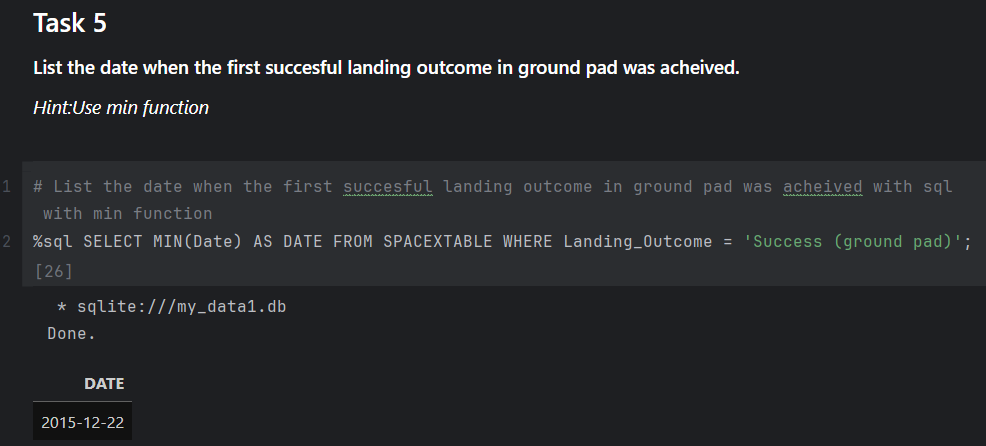 Task 5
List the date when the first succesful landing outcome in ground pad was acheived.
Hint:Use min function
1 # List the date when the first succesful landing outcome in ground pad was acheived with sql
with min function
2 %sql SELECT MIN(Date) AS DATE FROM SPACEXTABLE WHERE Landing_Outcome = 'Success (ground pad)';
[26]
* sqlite:///my_data1.db
Done.
DATE
2015-12-22